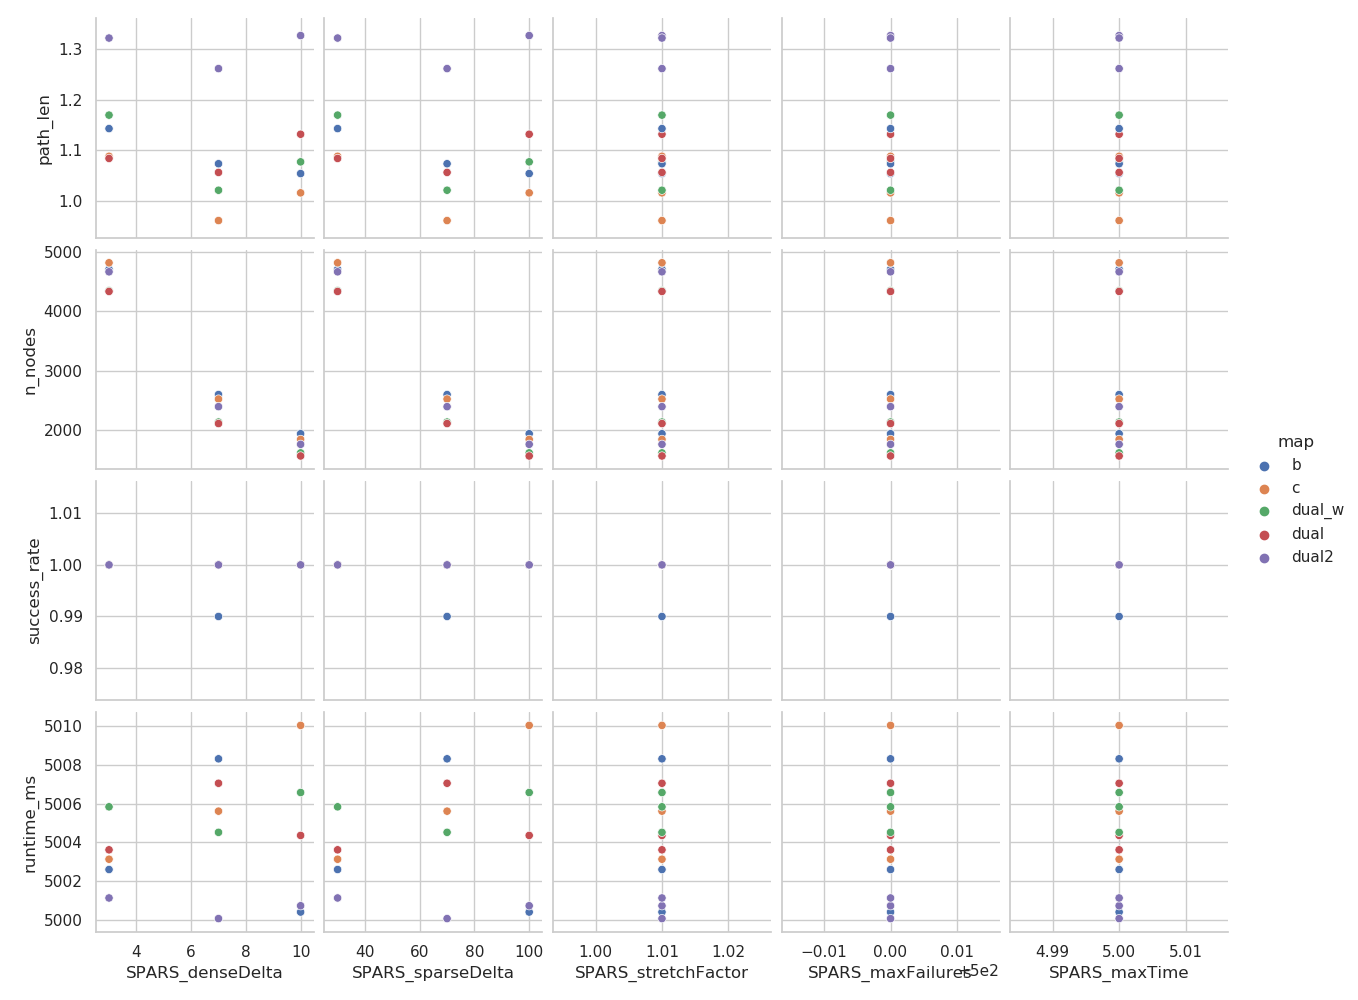 path_len
1.3
1.2
1.1
1.0
n_nodes
5000
4000
3000
2000
success_rate
1.01
1.00
0.99
0.98
runtime_ms
5010
5008
5006
5004
5002
5000
4 6 8 10
SPARS_denseDelta
40 60 80 100
SPARS_sparseDelta
1.00 1.01 1.02
SPARS_stretchFactor
−0.01 0.00 0.01
SPARS_maxFailures
+5e2
4.99 5.00 5.01
SPARS_maxTime
map
b
c
dual_w
dual
dual2